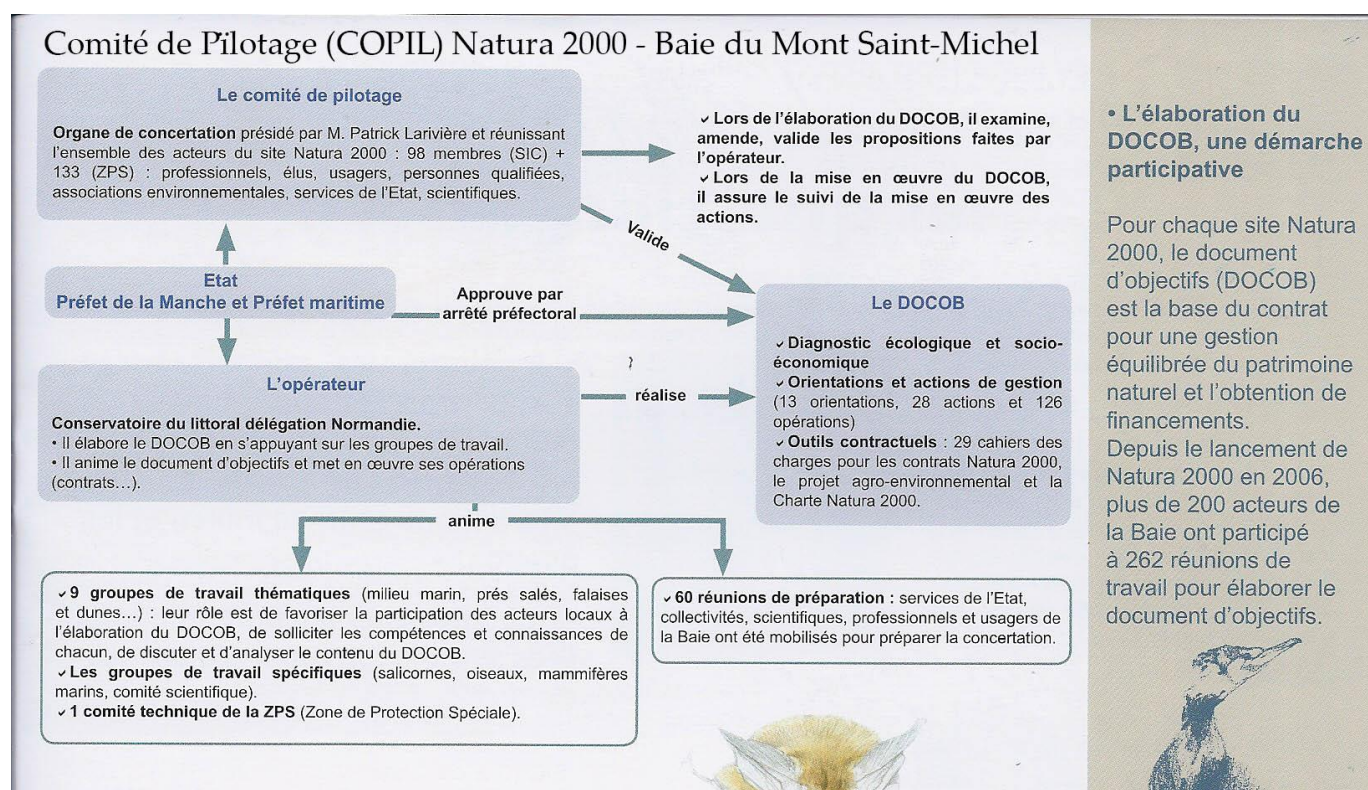 Comité de Pilotage (COPIL) Natura 2000 - Baie du Mont Saint-Michel
Le comité de pilotage
Organe de concertation présidé par M. Patrick Larivière et réunissant
l'ensemble des acteurs du site Natura 2000 : 98 membres (SIC) +
133 (ZPS) : professionnels, élus, usagers, personnes qualifiées,
associations environnementales, services de l'Etat, scientifiques.
✓ Lors de l'élaboration du DOCOB, il examine,
amende, valide les propositions faites par
l'opérateur.
✓ Lors de la mise en œuvre du DOCOB,
il assure le suivi de la mise en œuvre des
actions.
Valide
Etat
Préfet de la Manche et Préfet maritime
Approuve par
arrêté préfectoral
Le DOCOB
✓ Diagnostic écologique et socio-
économique
✓ Orientations et actions de gestion
(13 orientations, 28 actions et 126
opérations)
✓ Outils contractuels : 29 cahiers des
charges pour les contrats Natura 2000,
le projet agro-environnemental et la
Charte Natura 2000.
L'opérateur
Conservatoire du littoral délégation Normandie.
• Il élabore le DOCOB en s'appuyant sur les groupes de travail.
• Il anime le document d'objectifs et met en œuvre ses opérations
(contrats…).
réalise
anime
✓ 9 groupes de travail thématiques (milieu marin, prés salés, falaises
et dunes…) : leur rôle est de favoriser la participation des acteurs locaux à
l'élaboration du DOCOB, de solliciter les compétences et connaissances de
chacun, de discuter et d'analyser le contenu du DOCOB.
✓ Les groupes de travail spécifiques (salicornes, oiseaux, mammifères
marins, comité scientifique).
✓ 1 comité technique de la ZPS (Zone de Protection Spéciale).
✓ 60 réunions de préparation : services de l'Etat,
collectivités, scientifiques, professionnels et usagers de
la Baie ont été mobilisés pour préparer la concertation.
• L'élaboration du
DOCOB, une démarche
participative
Pour chaque site Natura
2000, le document
d'objectifs (DOCOB)
est la base du contrat
pour une gestion
équilibrée du patrimoine
naturel et l'obtention de
financements.
Depuis le lancement de
Natura 2000 en 2006,
plus de 200 acteurs de
la Baie ont participé
à 262 réunions de
travail pour élaborer le
document d'objectifs.